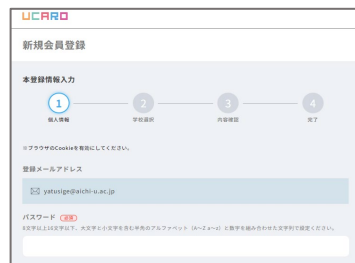 UCARO
新規会員登録
本登録情報入力
1 2 3 4
個人情報 学校選択 内容確認 完了
※ブラウザのCookieを有効にしてください。
登録メールアドレス
yatusige@aichi-u.ac.jp
パスワード 必須
8文字以上16文字以下、大文字と小文字を含む半角のアルファベット（A～Z a～z）と数字を組み合わせた文字列で設定ください。